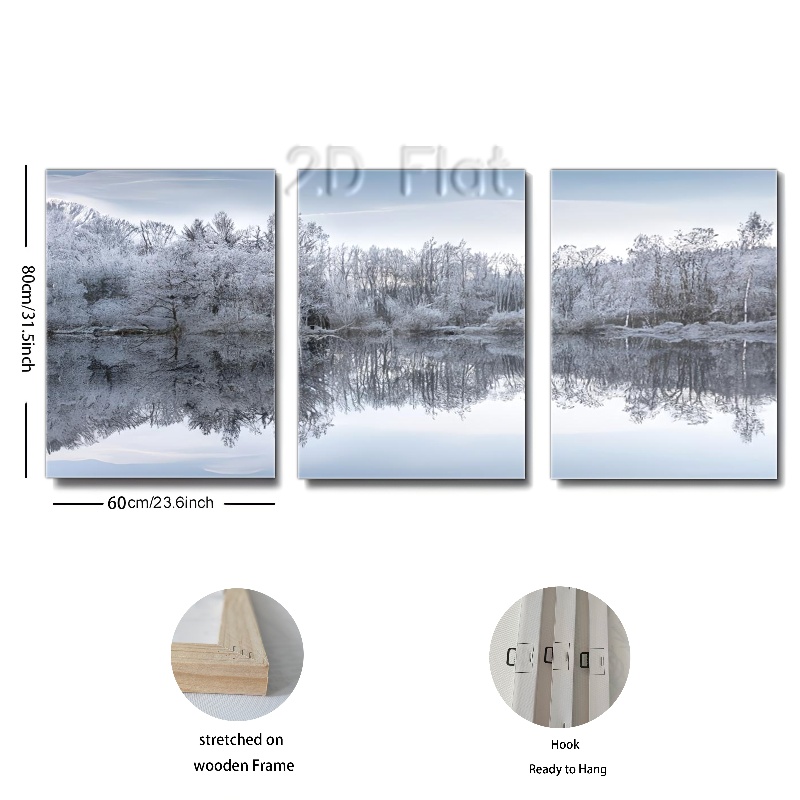 2D Flat
80cm/31.5inch
60cm/23.6inch
stretched on
wooden Frame
Hook
Ready to Hang